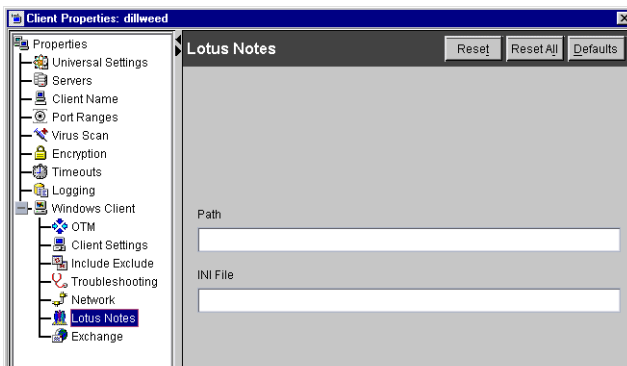 Client Properties: dillweed
Properties
Universal Settings
Servers
Client Name
Port Ranges
Virus Scan
Encryption
Timeouts
Logging
Windows Client
OTM
Client Settings
Include Exclude
Troubleshooting
Network
Lotus Notes
Exchange
Lotus Notes
Reset
Reset All
Defaults
Path
INI File